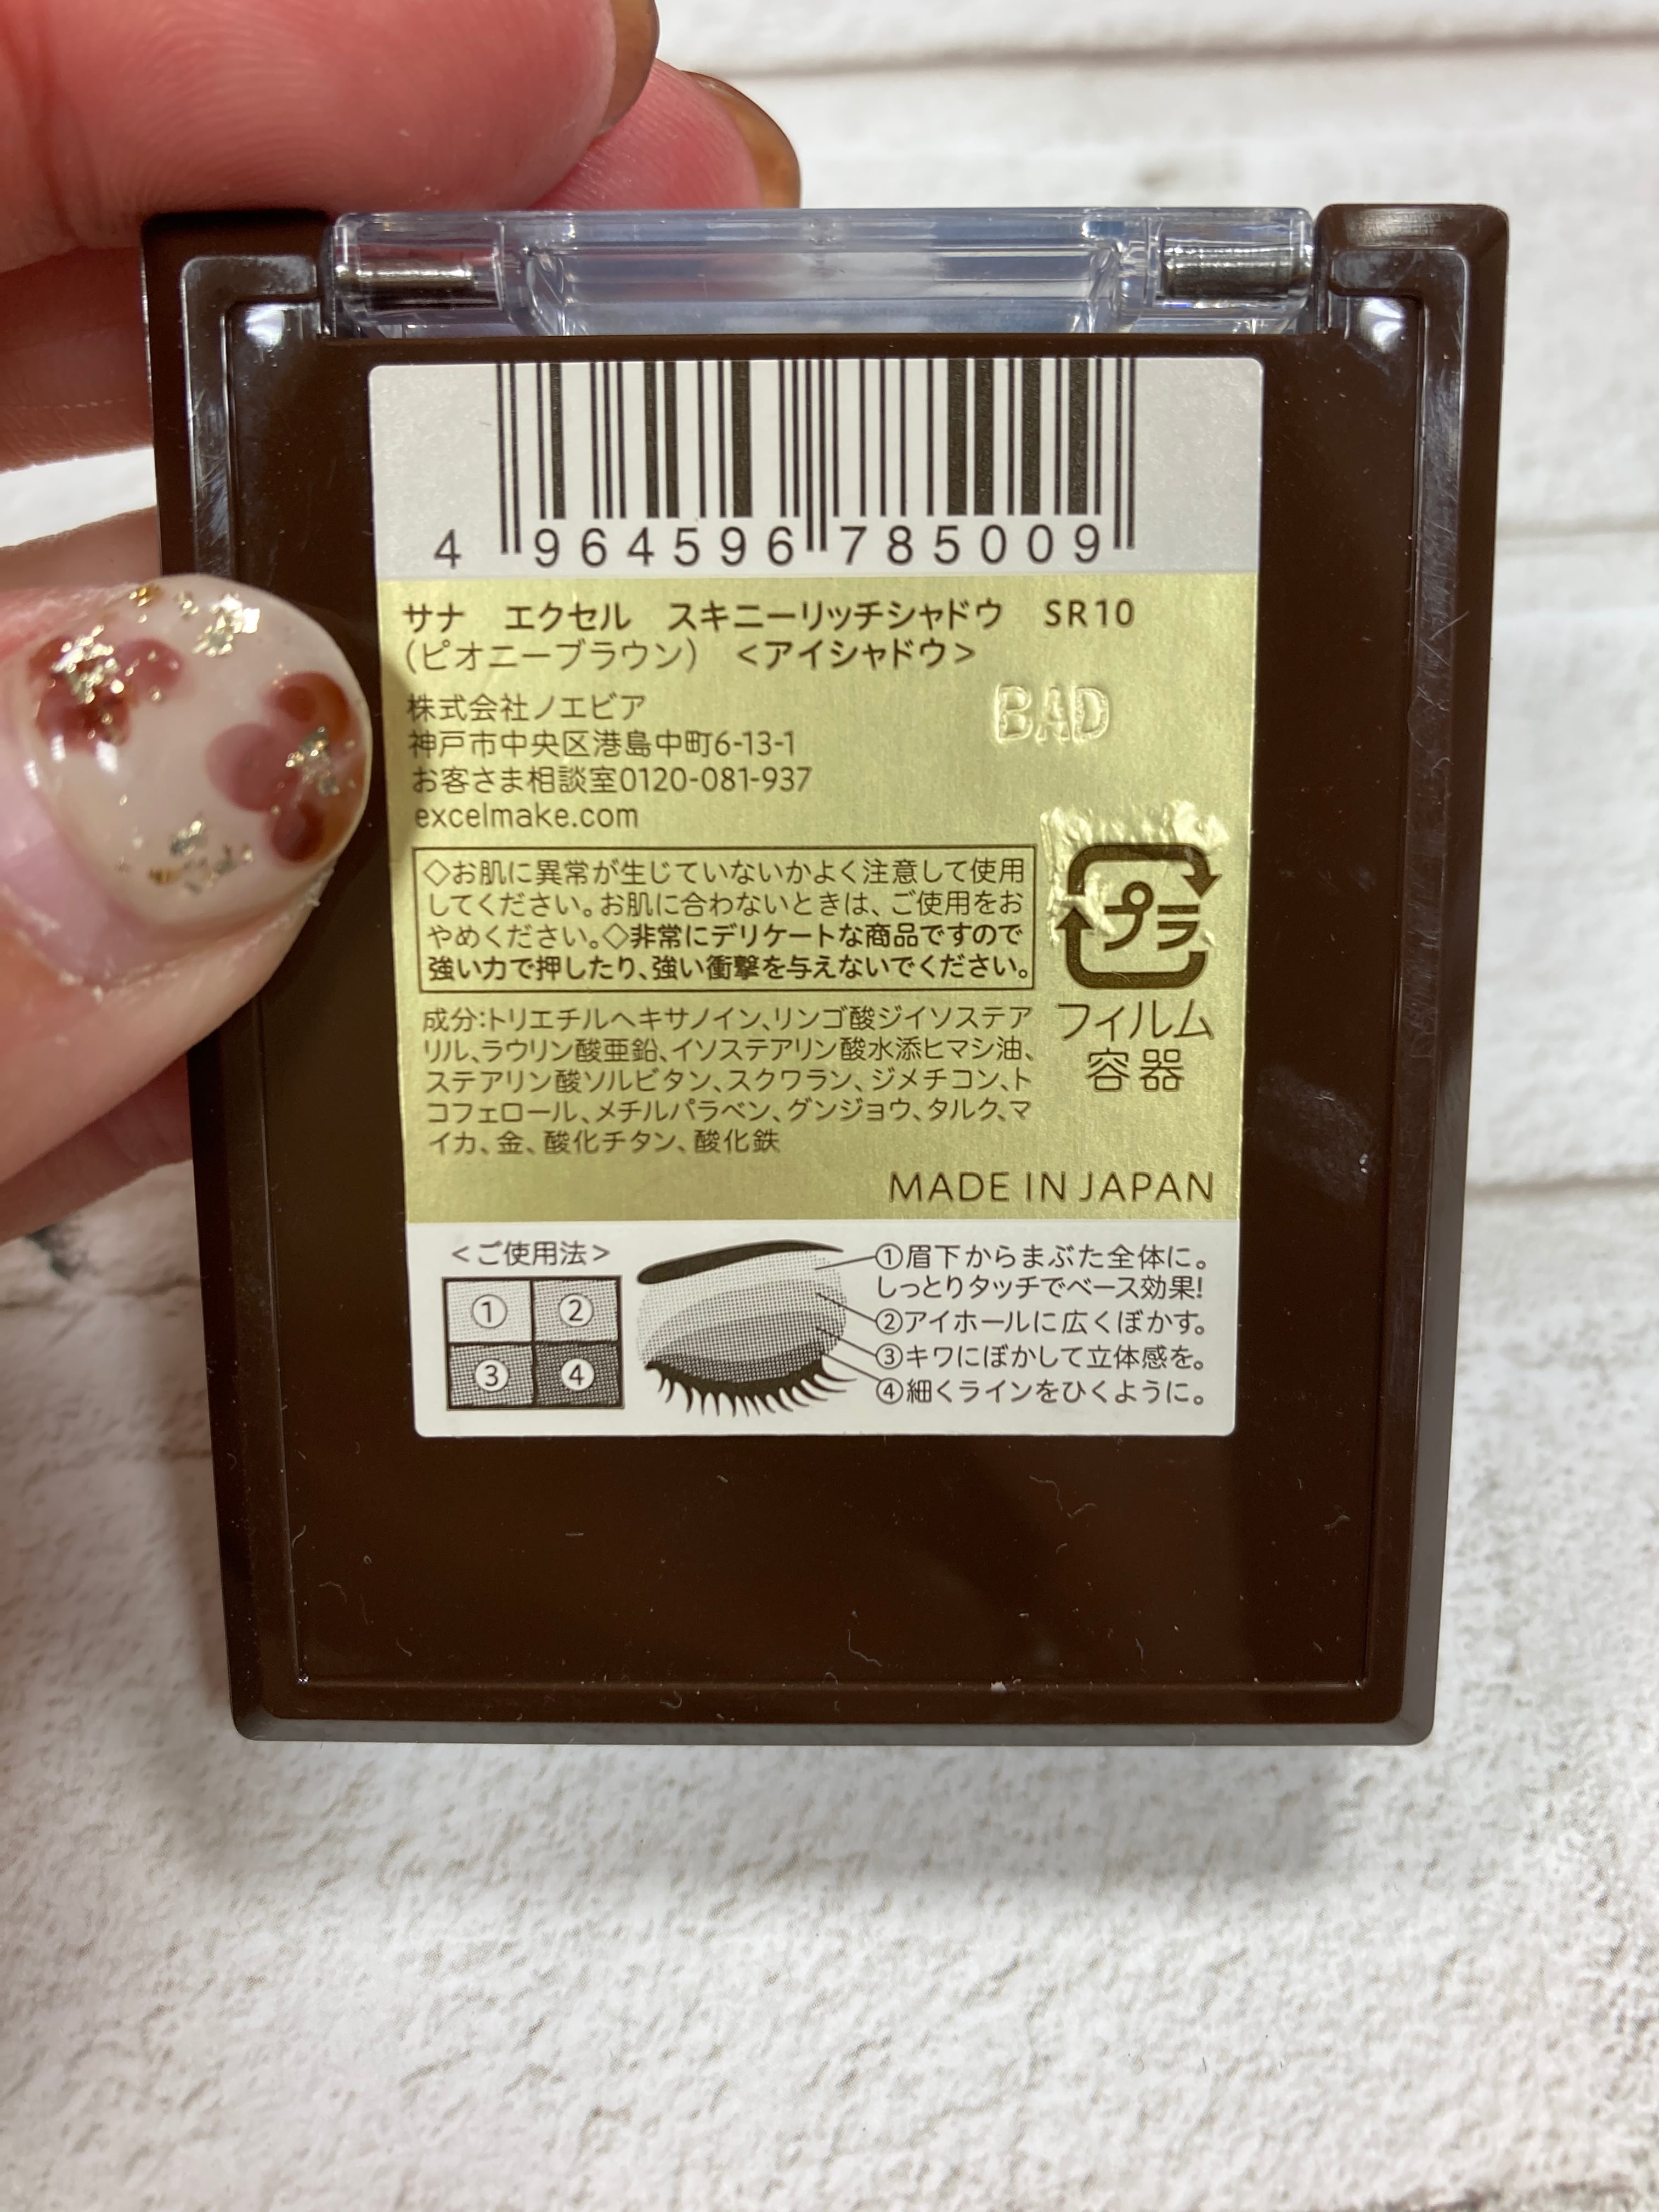 4 964596 785009
サナ エクセル スキニーリッチシャドウ SR10
(ピオニーブラウン) <アイシャドウ>
株式会社ノエビア
神戸市中央区港島中町6-13-1
お客さま相談室0120-081-937
excelmake.com
BAD
◇お肌に異常が生じていないかよく注意して使用
してください。お肌に合わないときは、ご使用をお
やめください。◇非常にデリケートな商品ですので
強い力で押したり、強い衝撃を与えないでください。
プラ
フィルム
容器
成分:トリエチルヘキサノイン、リンゴ酸ジイソステア
リル、ラウリン酸亜鉛、イソステアリン酸水添ヒマシ油、
ステアリン酸ソルビタン、スクワラン、ジメチコン、ト
コフェロール、メチルパラベン、グンジョウ、タルク、マ
イカ、金、酸化チタン、酸化鉄
MADE IN JAPAN
<ご使用法>
① ②
③ ④
①眉下からまぶた全体に。
しっとりタッチでベース効果!
②アイホールに広くぼかす。
③キワにぼかして立体感を。
④細くラインをひくように。